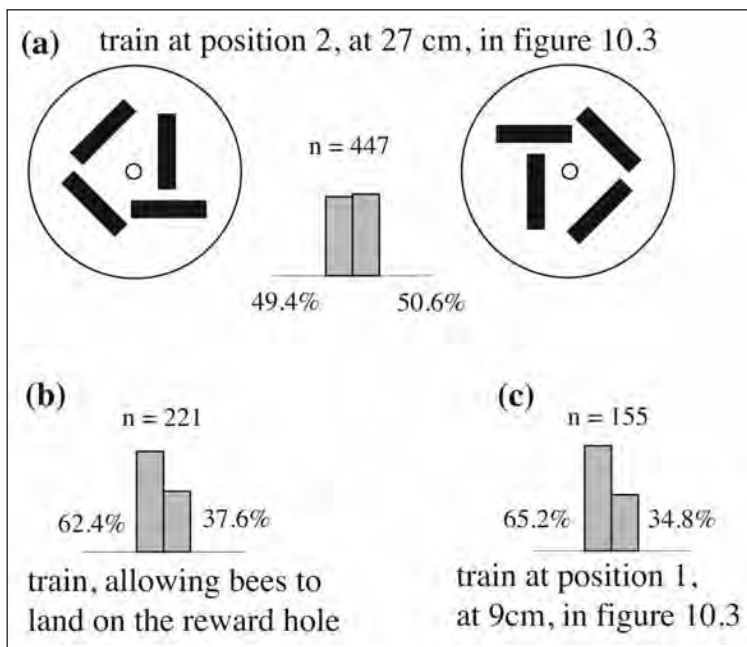 (a) train at position 2, at 27 cm, in figure 10.3
n = 447
49.4% 50.6%
(b)
n = 221
62.4% 37.6%
train, allowing bees to
land on the reward hole
(c)
n = 155
65.2% 34.8%
train at position 1,
at 9cm, in figure 10.3